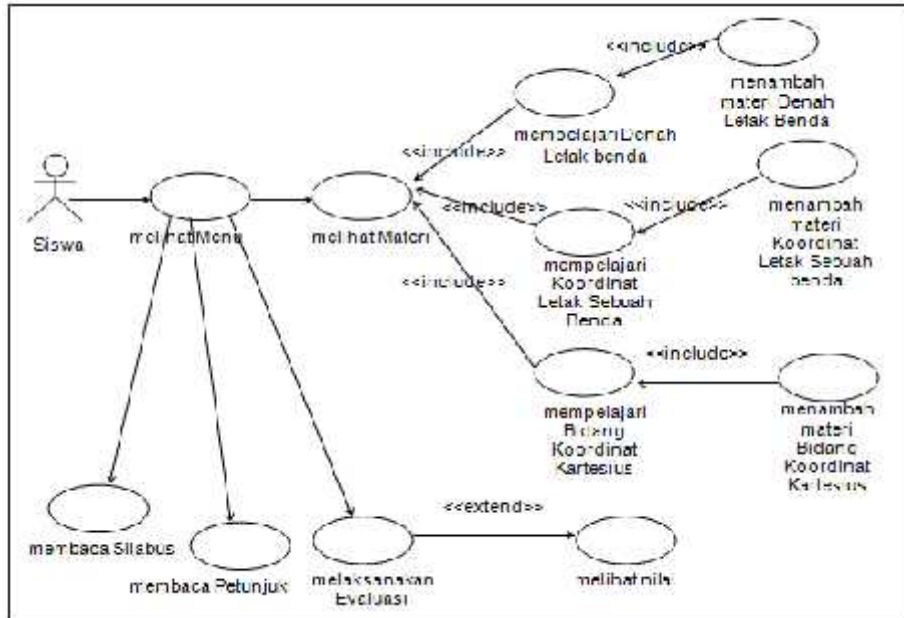 <<include>>
menambah
materi Denah
Letak Benda
mempelajari Denah
Letak benda
<<include>>
Siswa
melihat Menu
melihat Materi
<<include>>
<<include>>
menambah
materi
Koordinat
Letak Sebuah
benda
mempelajari
Koordinat
Letak Sebuah
Benda
<<include>>
<<include>>
mempelajari
Bidang
Koordinat
Kartesius
menambah
materi
Bidang
Koordinat
Kartesius
<<extend>>
membaca Silabus
membaca Petunjuk
melaksanakan
Evaluasi
melihat nilai